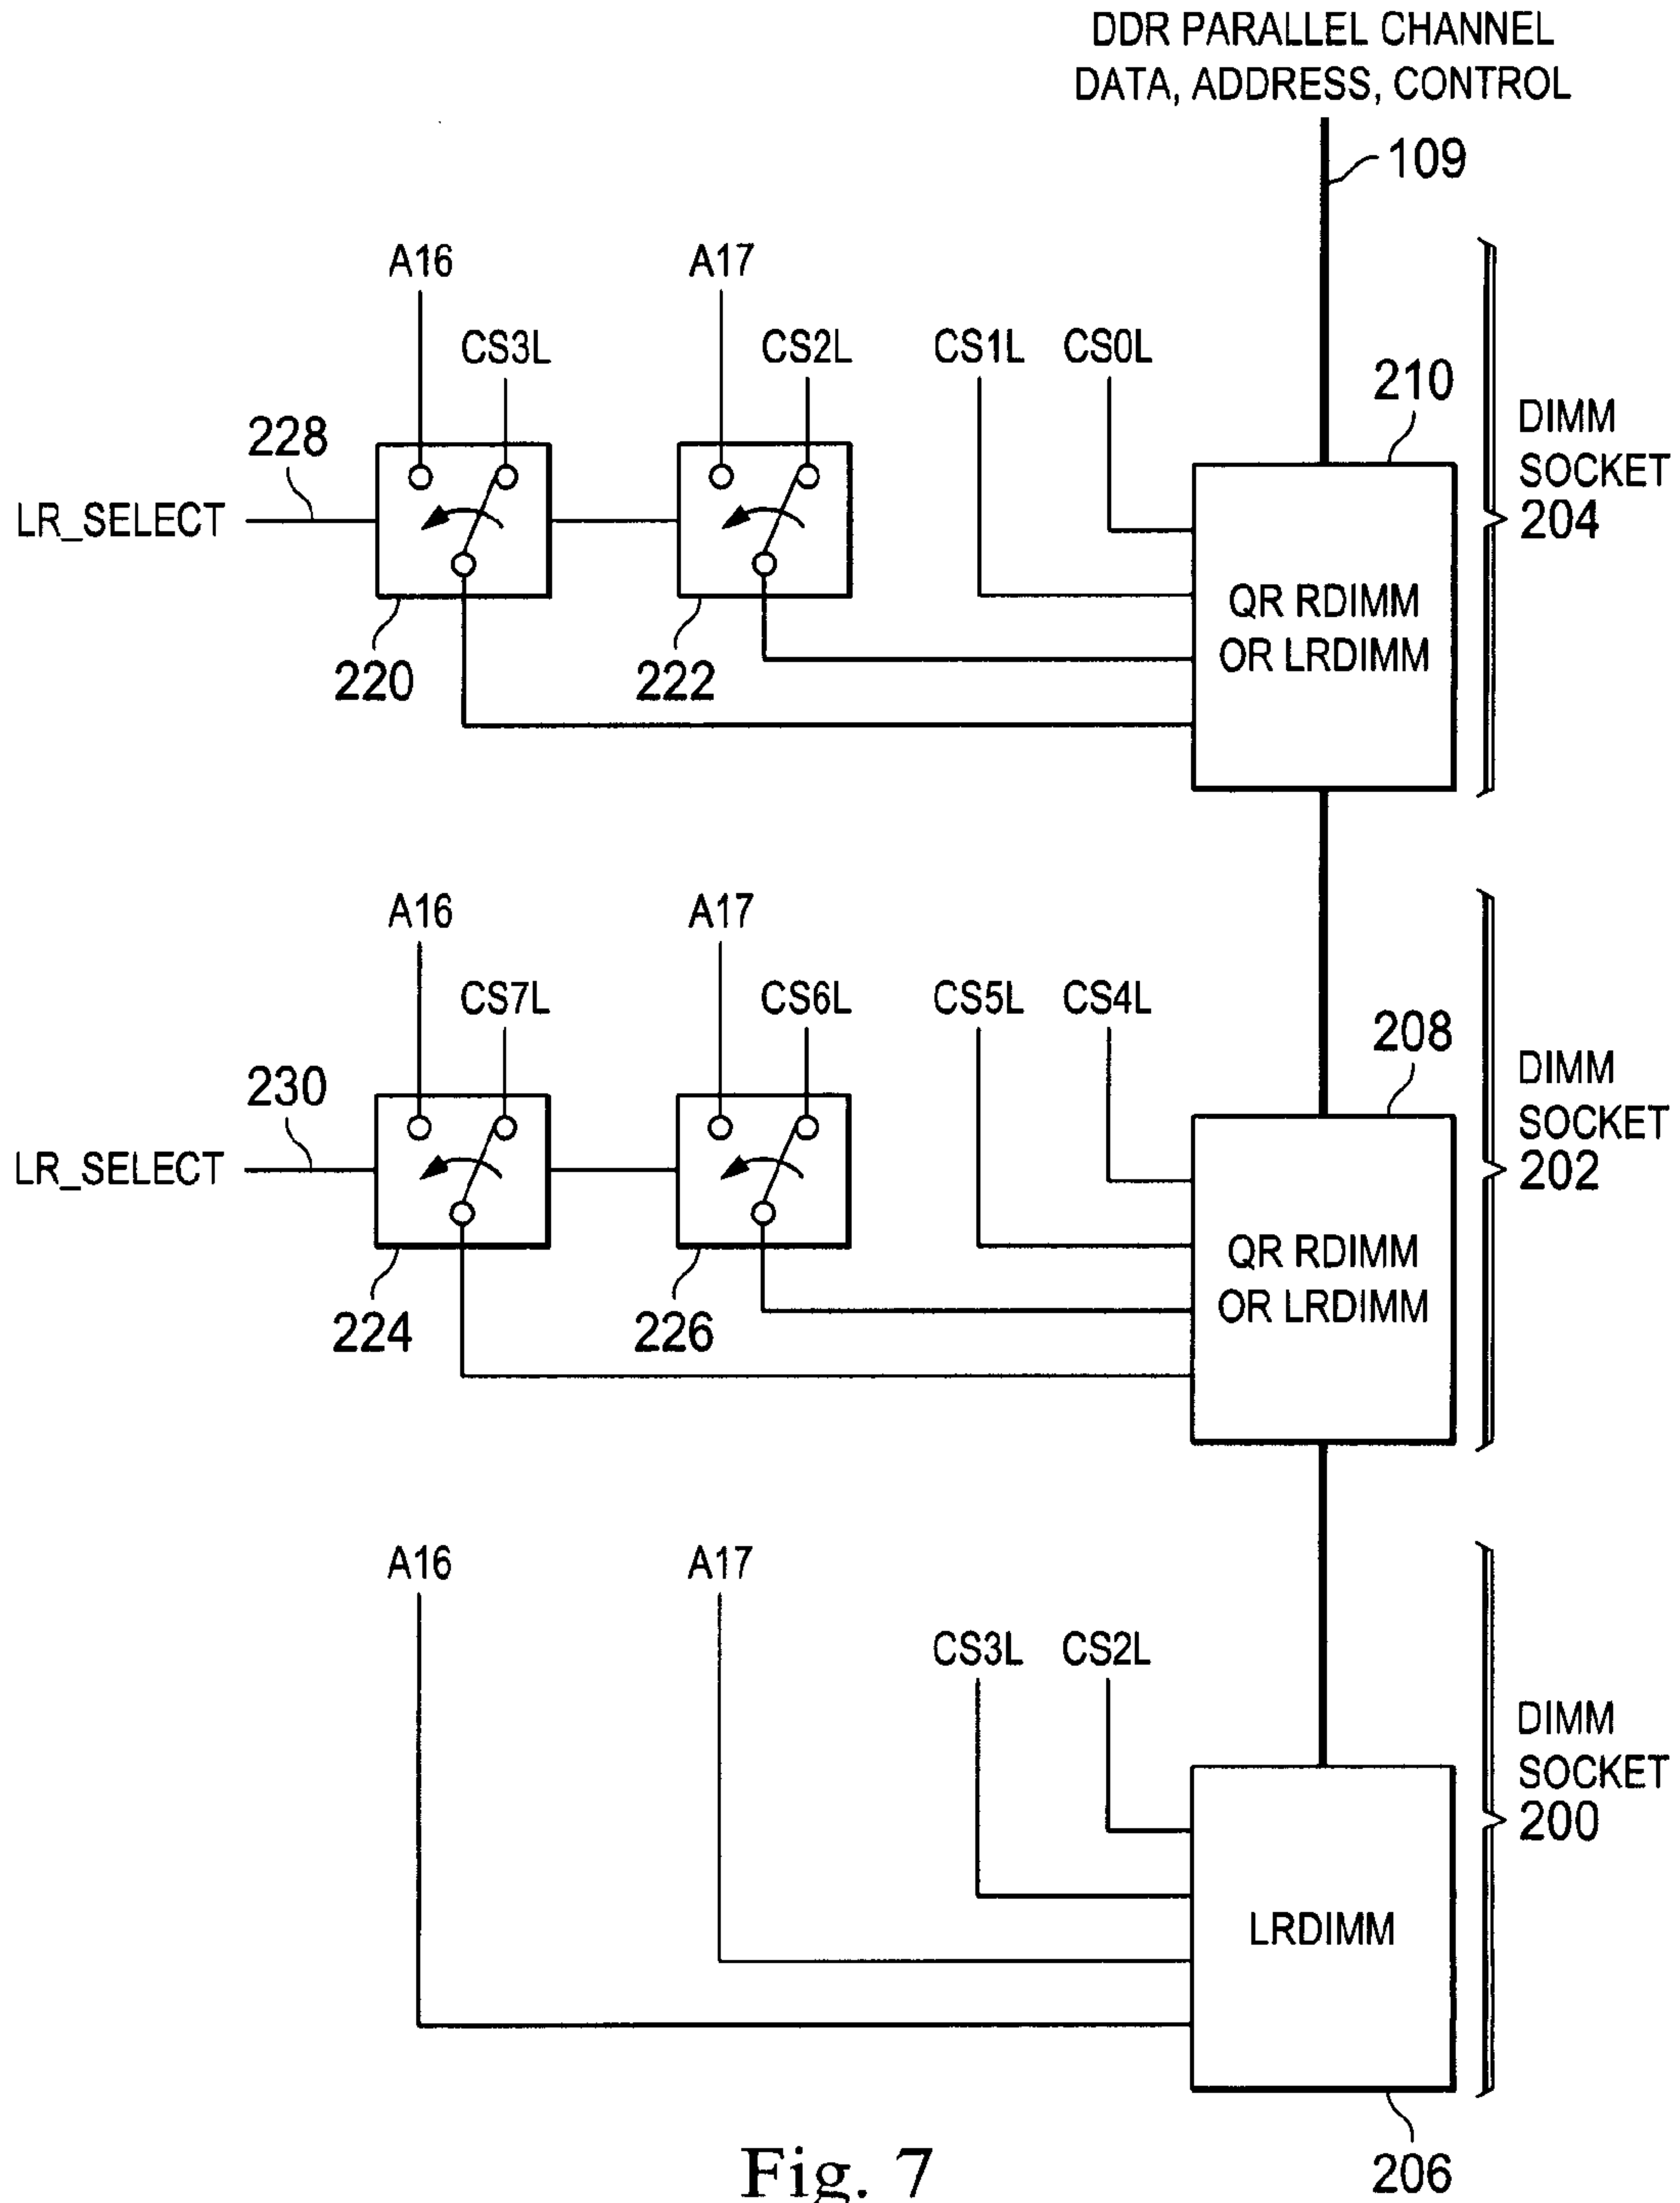 DDR PARALLEL CHANNEL
DATA, ADDRESS, CONTROL
109
A16
A17
CS3L
CS2L
CS1L
CS0L
210
228
LR_SELECT
DIMM
SOCKET
204
QR RDIMM
OR LRDIMM
220
222
A16
A17
CS7L
CS6L
CS5L
CS4L
208
230
LR_SELECT
DIMM
SOCKET
202
QR RDIMM
OR LRDIMM
224
226
A16
A17
CS3L
CS2L
DIMM
SOCKET
200
LRDIMM
206
Fig. 7